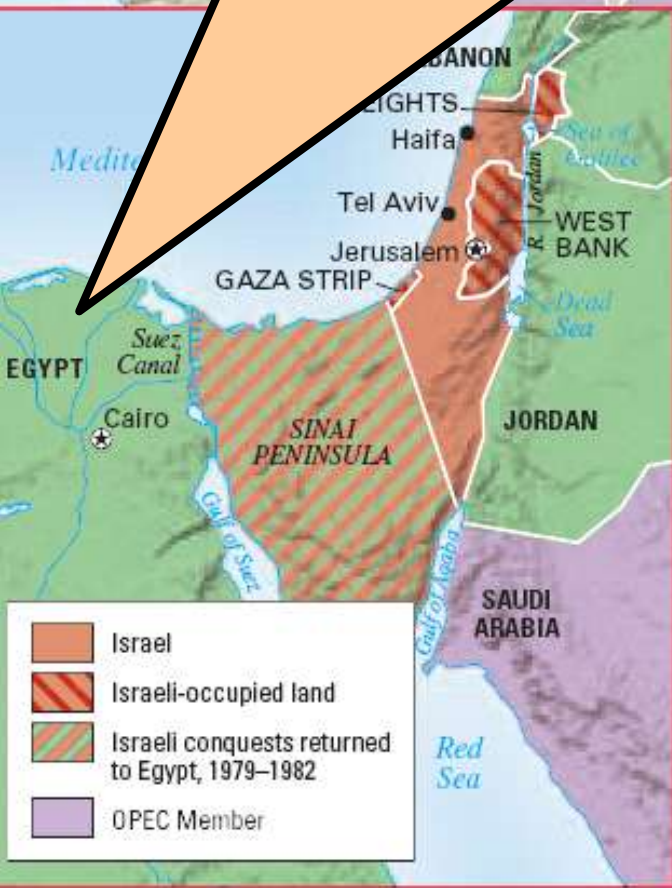 BANON
EIGHTS
Sea of
Galilee
Haifa
Medite
R. Jordan
Tel Aviv
WEST
BANK
Jerusalem
GAZA STRIP
Dead
Sea
Suez
Canal
EGYPT
Cairo
SINAI
PENINSULA
JORDAN
Gulf of Suez
Gulf of Aqaba
SAUDI
ARABIA
Israel
Israeli-occupied land
Israeli conquests returned
to Egypt, 1979–1982
OPEC Member
Red
Sea